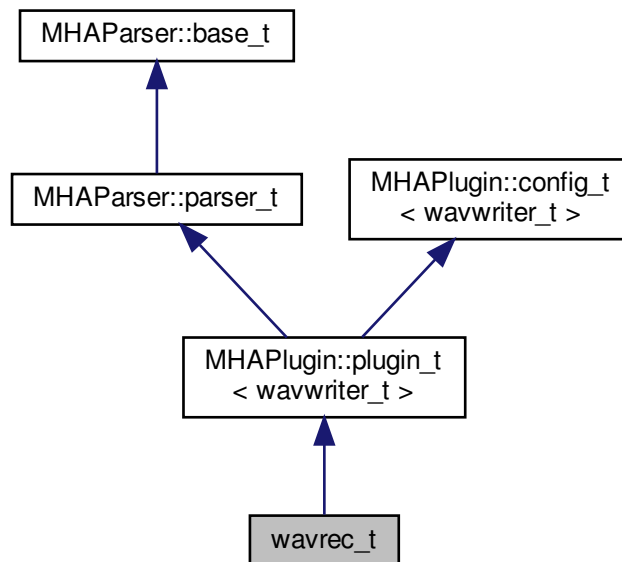 MHAParser::base_t
MHAParser::parser_t
MHAPlugin::config_t
< wavwriter_t >
MHAPlugin::plugin_t
< wavwriter_t >
wavrec_t